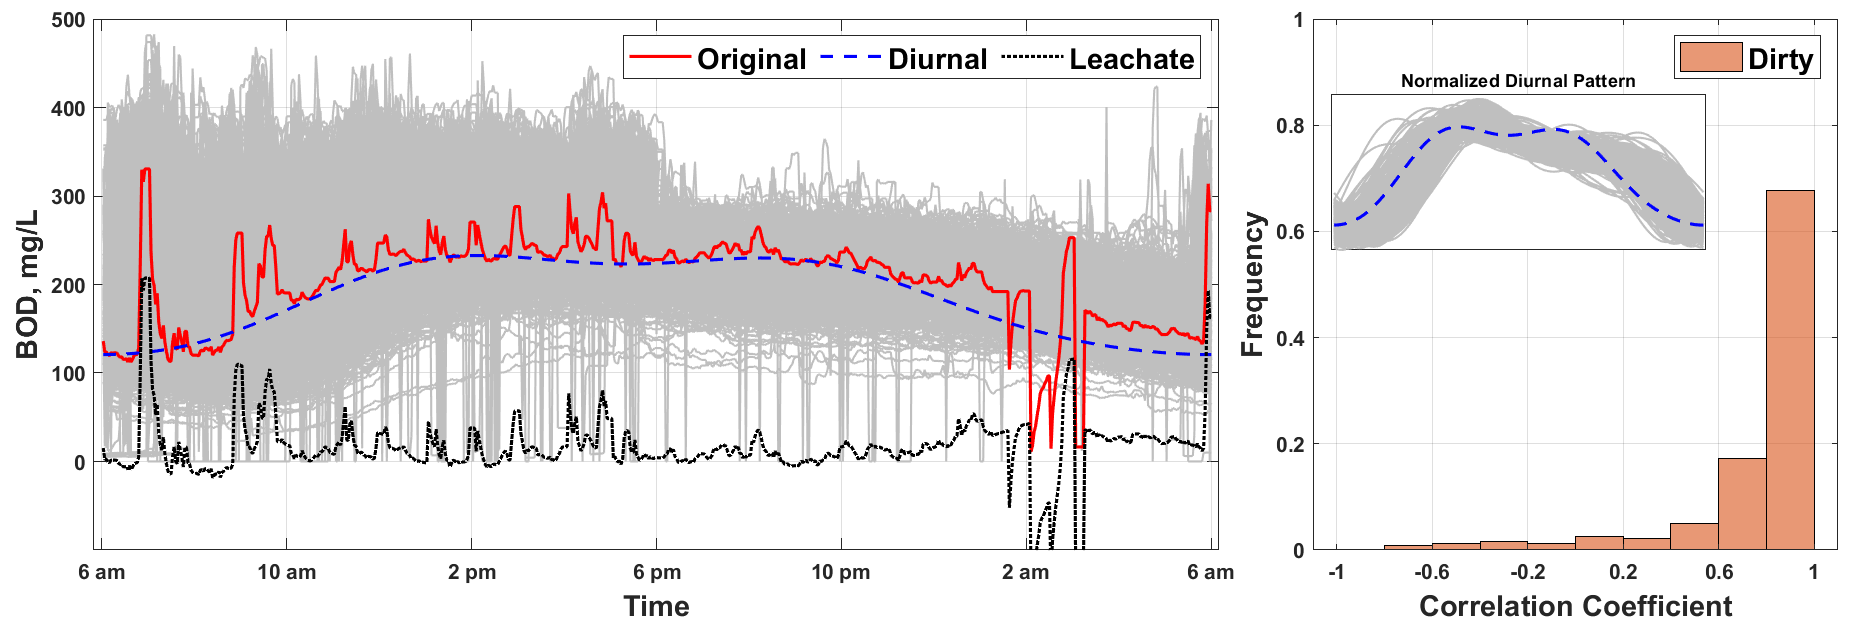 500
400
300
200
100
0
BOD, mg/L
Original Diurnal Leachate
6 am 10 am 2 pm 6 pm 10 pm 2 am 6 am
Time
1
0.8
0.6
0.4
0.2
0
Frequency
Dirty
Normalized Diurnal Pattern
-1 -0.6 -0.2 0.2 0.6 1
Correlation Coefficient